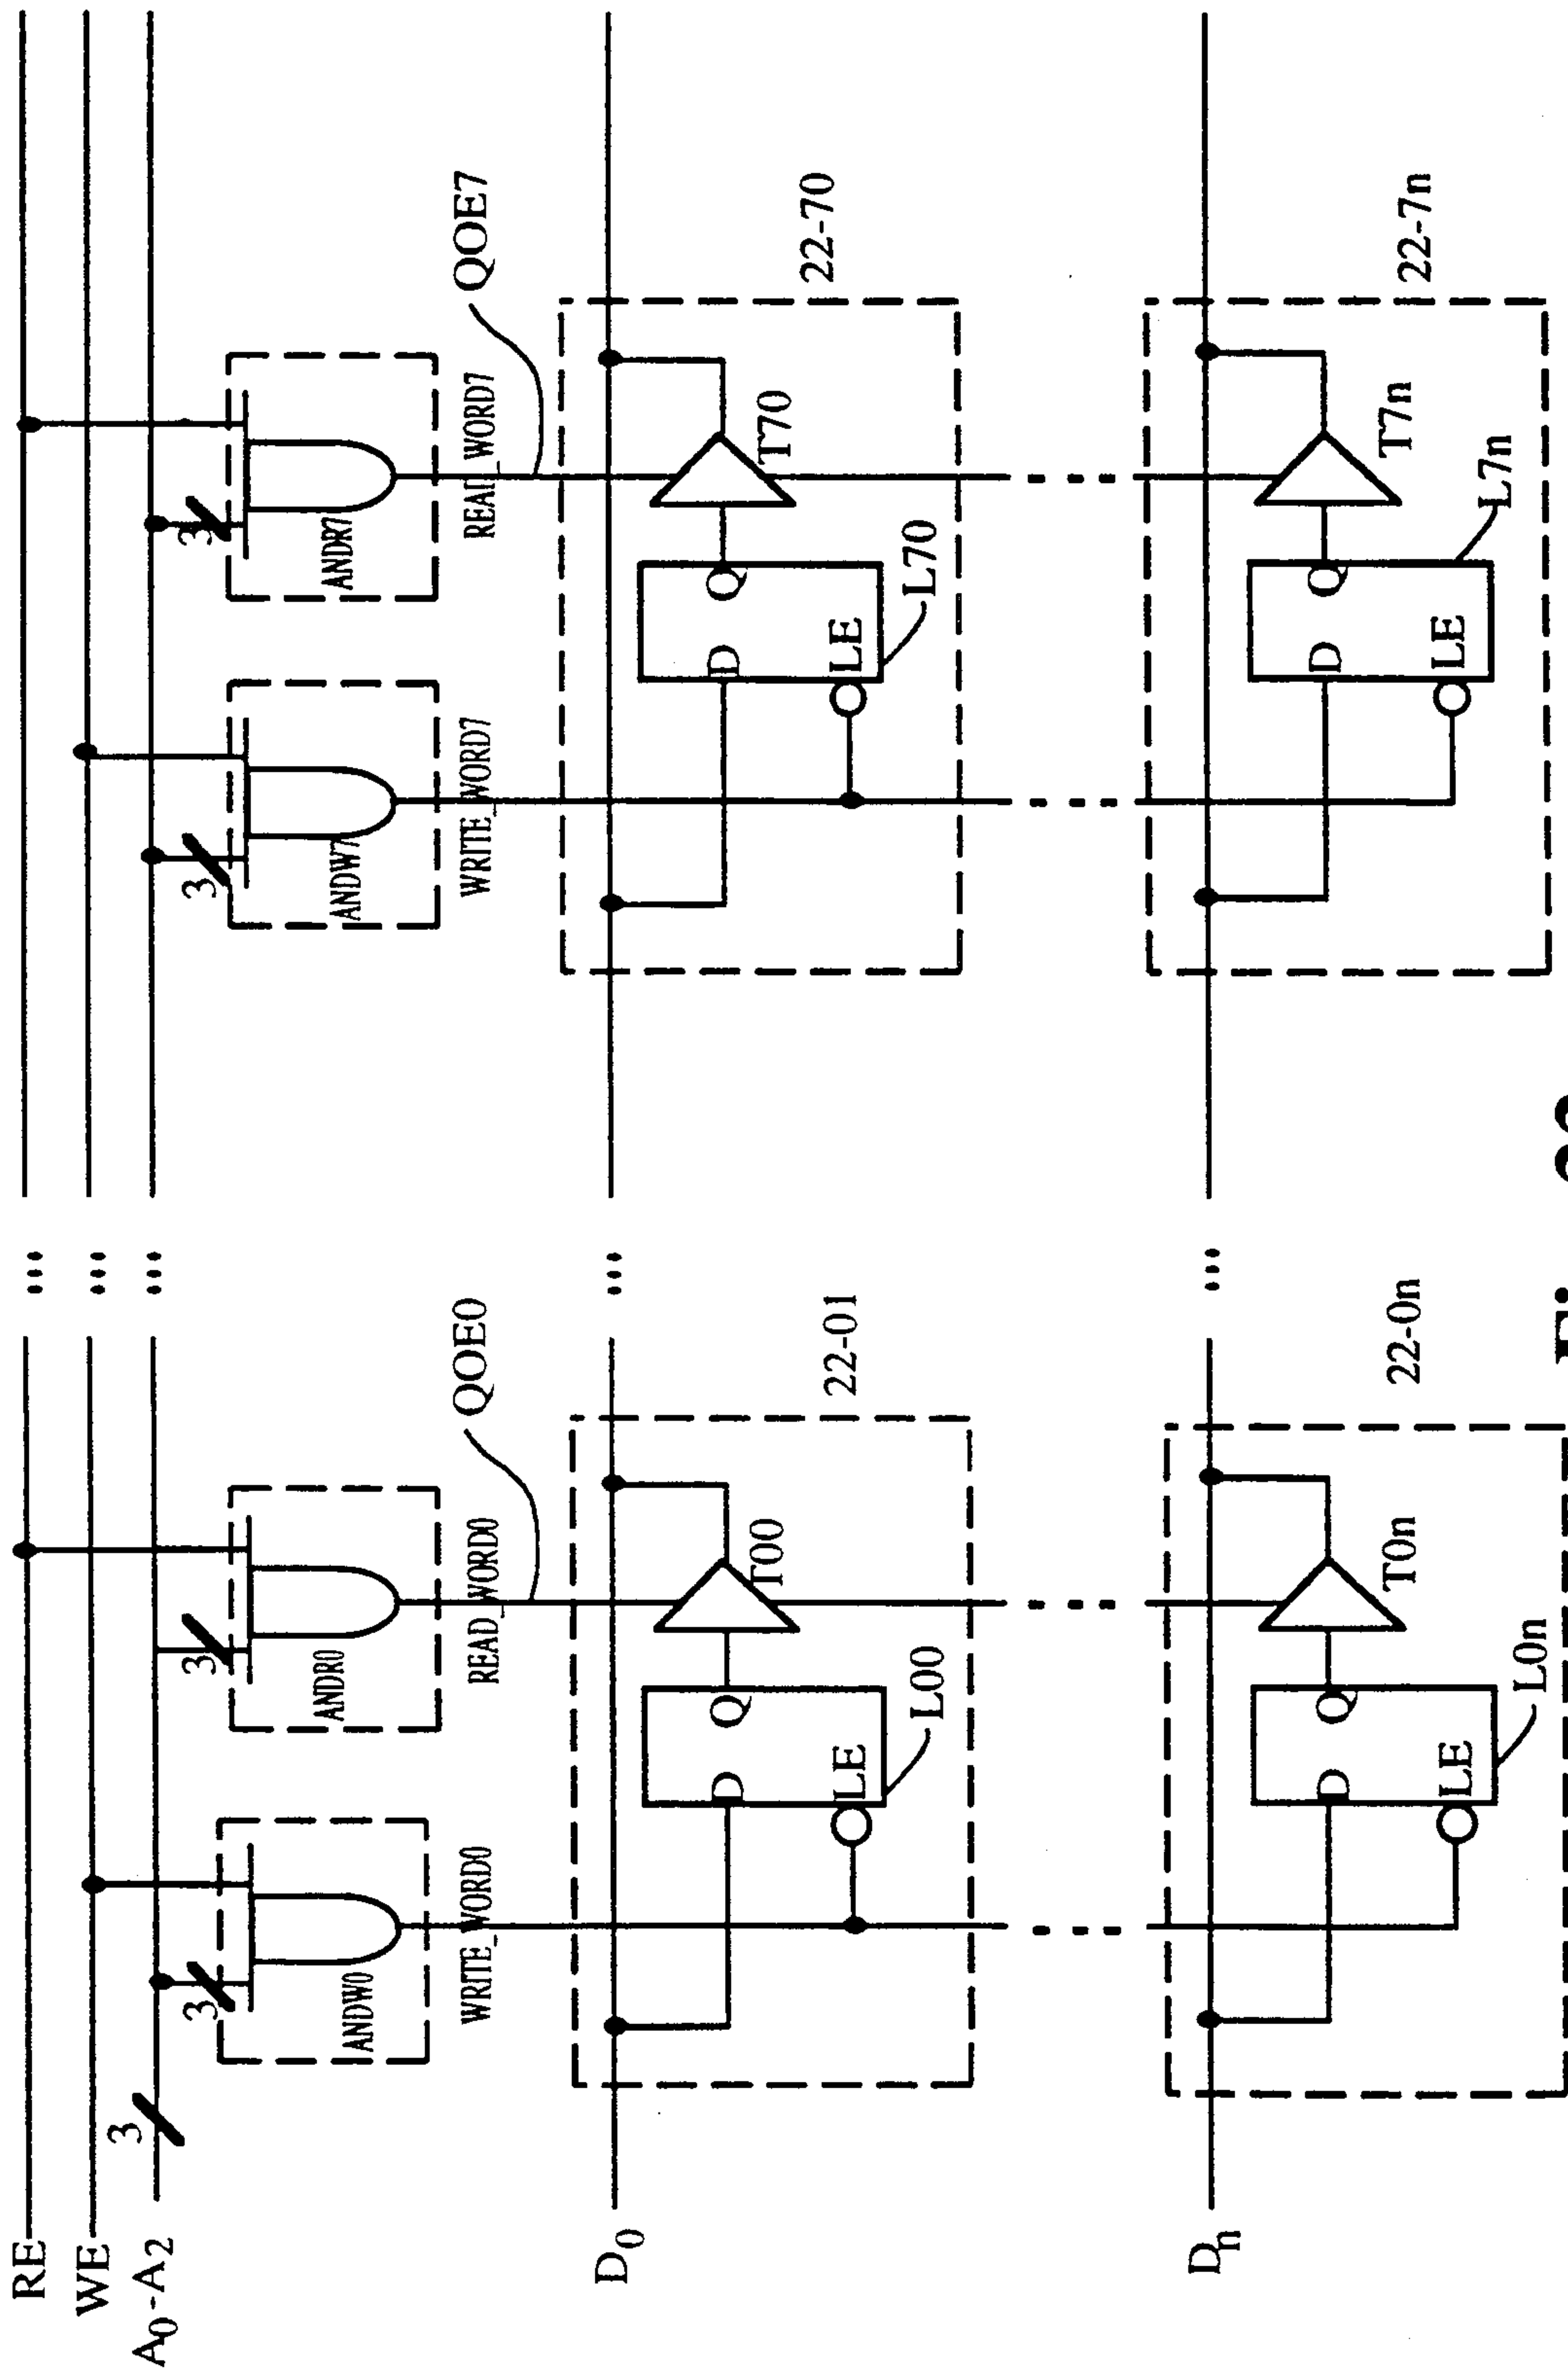 RE
WE
A0-A2
3
3
3
3
3
ANDW0
ANDR0
ANDW7
ANDR7
WRITE_WORD0
READ_WORD0
QOE0
WRITE_WORD7
READ_WORD7
QOE7
D0
D
Q
LE
L00
T00
22-01
D
Q
LE
L70
T70
22-70
Dn
D
Q
LE
L0n
T0n
22-0n
D
Q
LE
L7n
T7n
22-7n